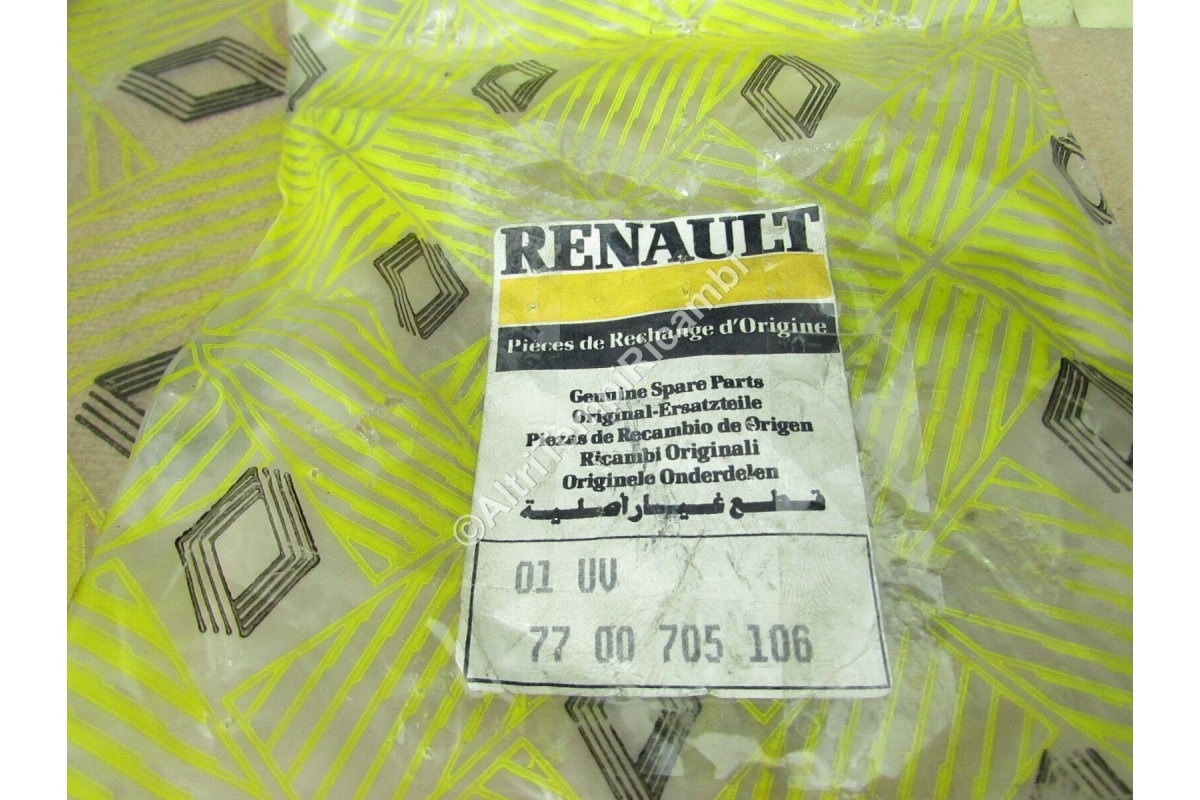 RENAULT
Pièces de Rechange d'Origine
Genuine Spare Parts
Original-Ersatzteile
Piezas de Recambio de Origen
Ricambi Originali
Originele Onderdelen
قطع غيار أصلية
01 UV
77 00 705 106